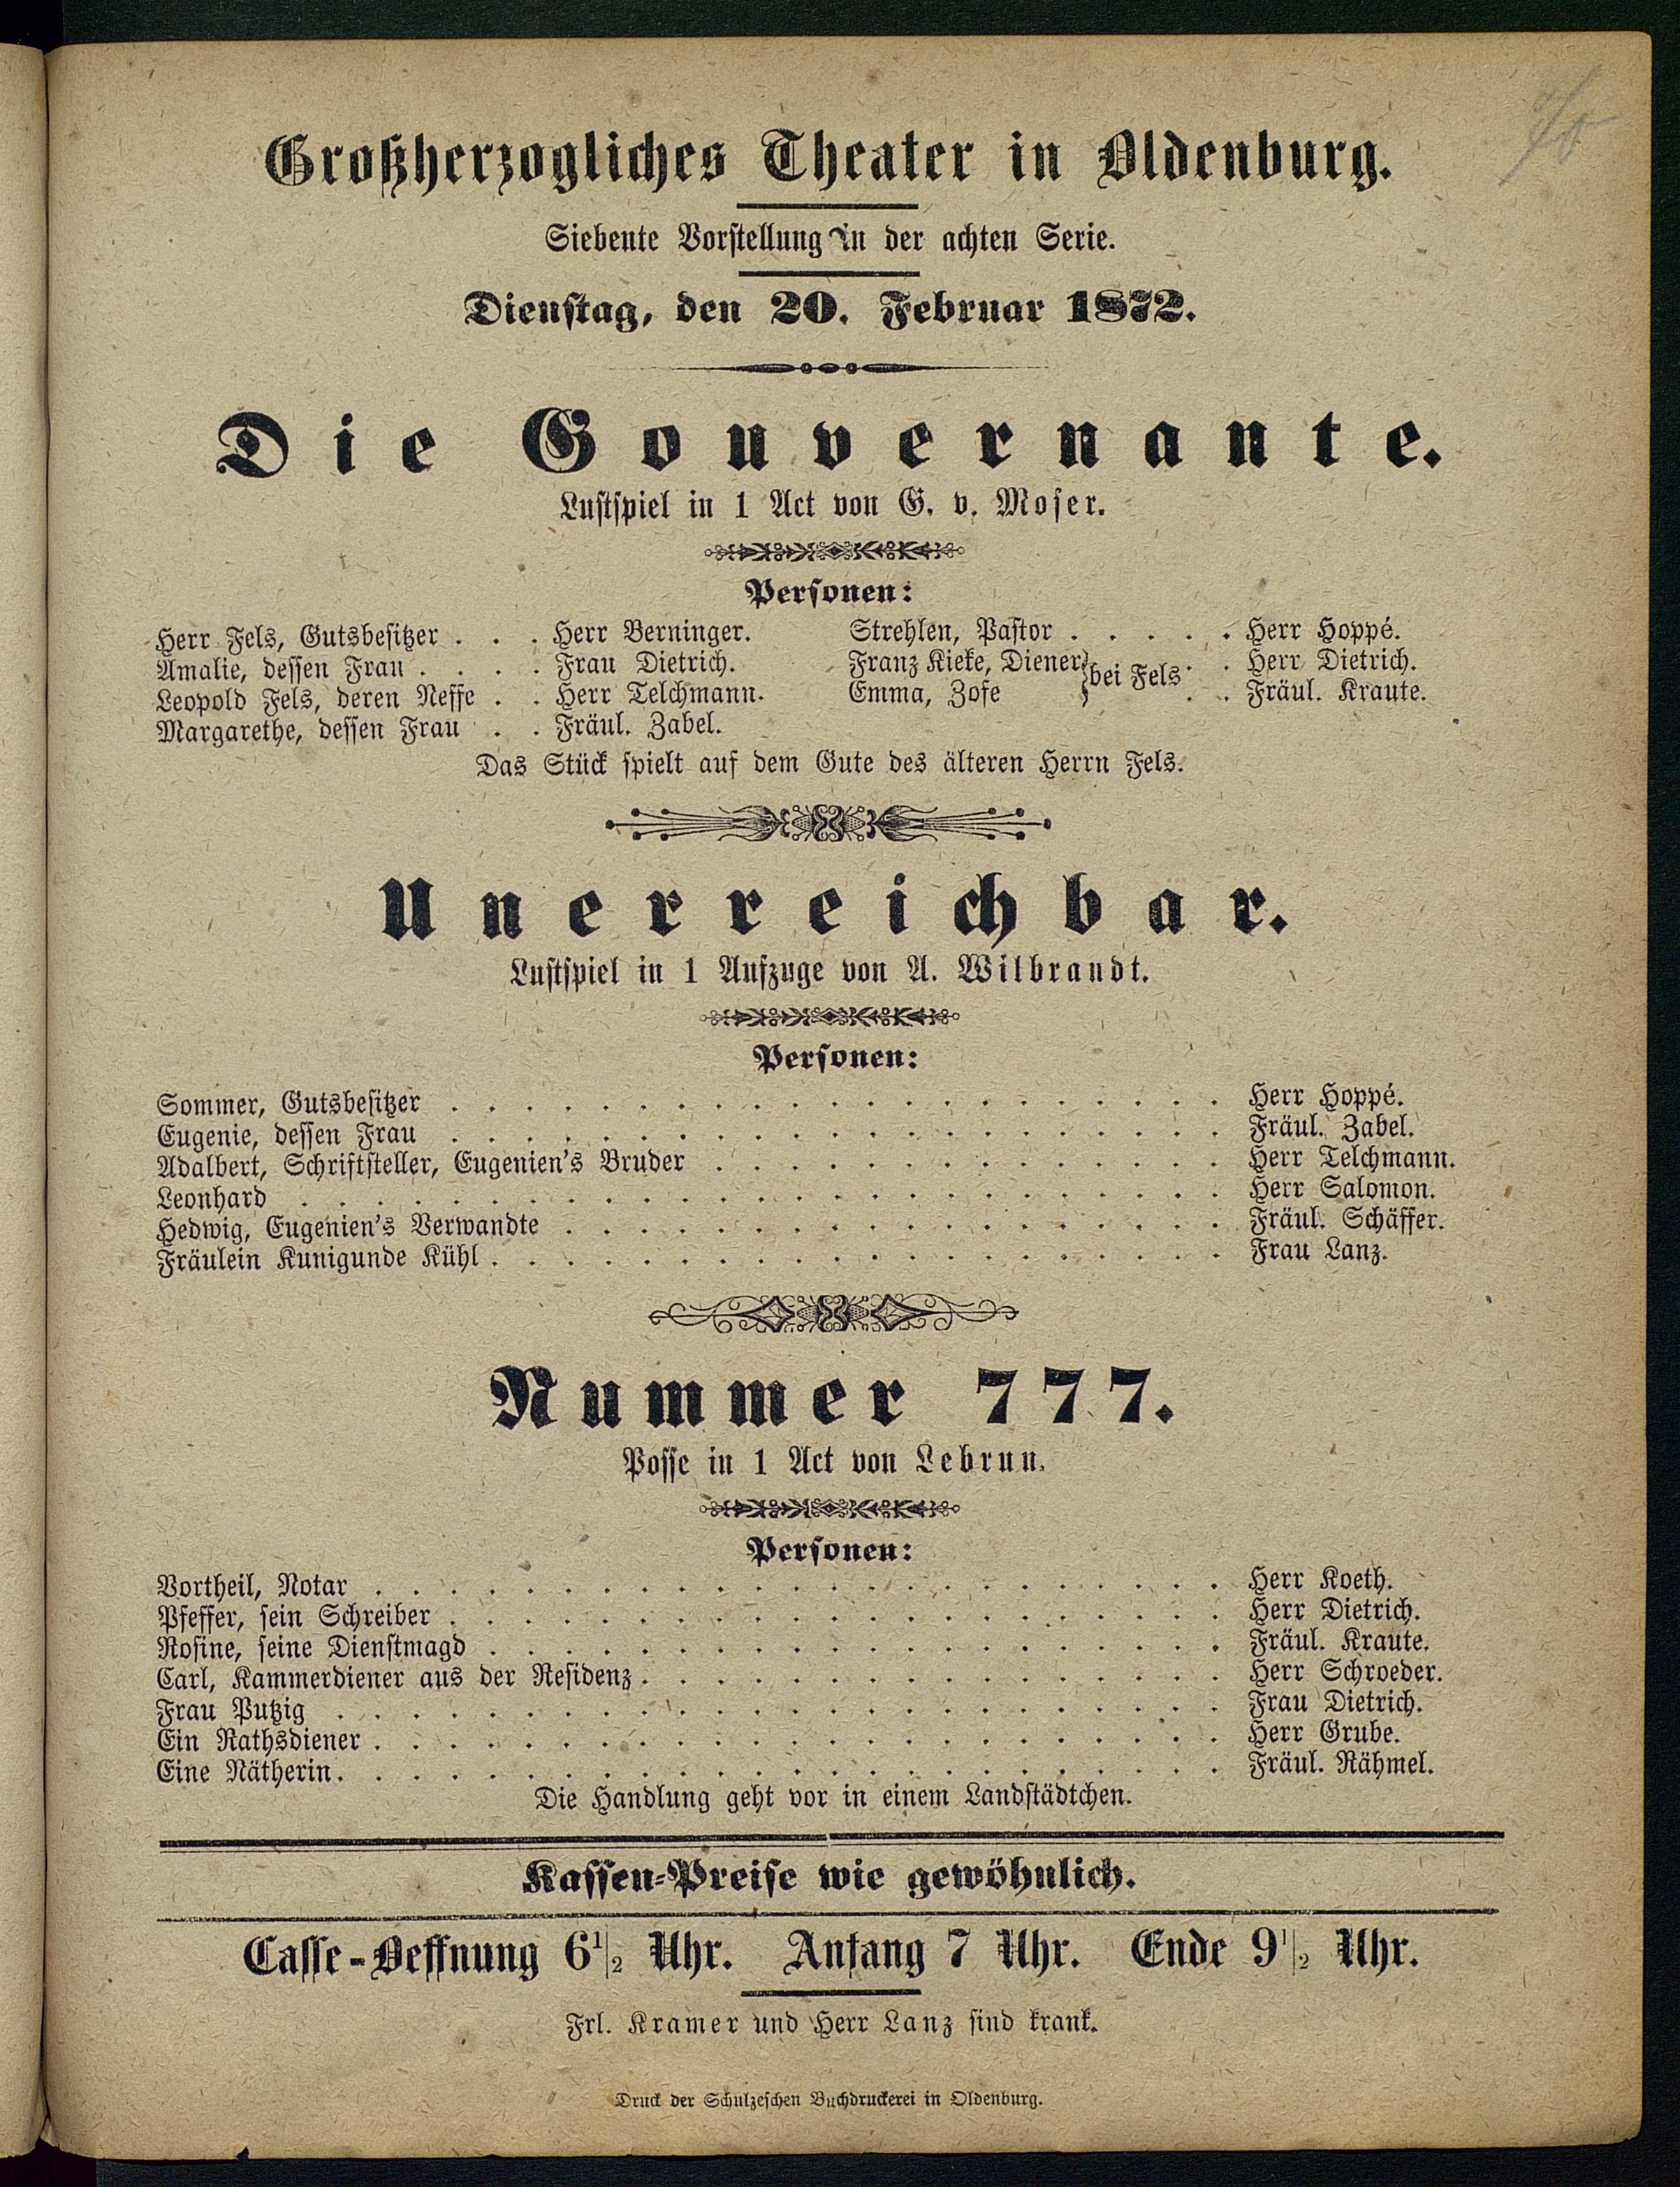 Großherzogliches Theater in Oldenburg.
Siebente Vorstellung in der achten Serie.
Dienstag, den 20. Februar 1872.
Die Gouvernante.
Lustspiel in 1 Act von G. v. Moser.
Personen:
Herr Fels, Gutsbesitzer . . . Herr Berninger.
Amalie, dessen Frau . . . . Frau Dietrich.
Leopold Fels, deren Neffe . . Herr Telchmann.
Margarethe, dessen Frau . . Fräul. Zabel.
Strehlen, Pastor . . . . . Herr Hoppé.
Franz Kieke, Diener } bei Fels . . Herr Dietrich.
Emma, Zofe } . . Fräul. Kraute.
Das Stück spielt auf dem Gute des älteren Herrn Fels.
Unerreichbar.
Lustspiel in 1 Aufzuge von A. Wilbrandt.
Personen:
Sommer, Gutsbesitzer . . . . . . . . . . . . . . . . . . . . . Herr Hoppé.
Eugenie, dessen Frau . . . . . . . . . . . . . . . . . . . . . Fräul. Zabel.
Adalbert, Schriftsteller, Eugenien's Bruder . . . . . . . . . . . . . . Herr Telchmann.
Leonhard . . . . . . . . . . . . . . . . . . . . . . . . . Herr Salomon.
Hedwig, Eugenien's Verwandte . . . . . . . . . . . . . . . . . . Fräul. Schäffer.
Fräulein Kunigunde Kühl . . . . . . . . . . . . . . . . . . . . Frau Lanz.
Nummer 777.
Posse in 1 Act von Lebrun.
Personen:
Vortheil, Notar . . . . . . . . . . . . . . . . . . . . . . . Herr Koeth.
Pfeffer, sein Schreiber . . . . . . . . . . . . . . . . . . . . . Herr Dietrich.
Rosine, seine Dienstmagd . . . . . . . . . . . . . . . . . . . . Fräul. Kraute.
Carl, Kammerdiener aus der Residenz . . . . . . . . . . . . . . . . Herr Schroeder.
Frau Putzig . . . . . . . . . . . . . . . . . . . . . . . . Frau Dietrich.
Ein Rathsdiener . . . . . . . . . . . . . . . . . . . . . . . Herr Grube.
Eine Nätherin . . . . . . . . . . . . . . . . . . . . . . . . Fräul. Nähmel.
Die Handlung geht vor in einem Landstädtchen.
Kassen-Preise wie gewöhnlich.
Casse-Oeffnung 6 1/2 Uhr. Anfang 7 Uhr. Ende 9 1/2 Uhr.
Frl. Kramer und Herr Lanz sind krank.
Druck der Schulzeschen Buchdruckerei in Oldenburg.